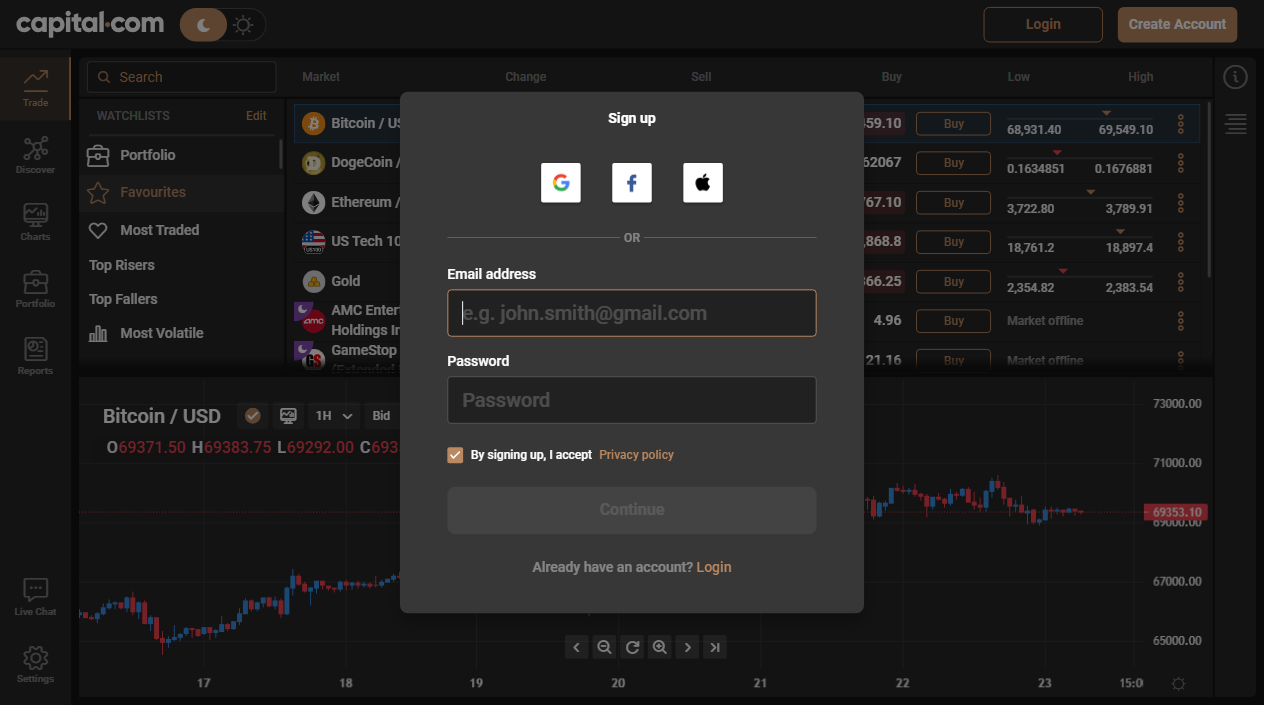 capital.com
Login
Create Account
Trade
Discover
Charts
Portfolio
Reports
Live Chat
Settings
Search
Market Change Sell Buy Low High
WATCHLISTS Edit
Portfolio
Favourites
Most Traded
Top Risers
Top Fallers
Most Volatile
Bitcoin / US
59.10 Buy 68,931.40 69,549.10
DogeCoin /
62067 Buy 0.1634851 0.1676881
Ethereum /
67.10 Buy 3,722.80 3,789.91
US Tech 10
,868.8 Buy 18,761.2 18,897.4
Gold
66.25 Buy 2,354.82 2,383.54
AMC Enter
Holdings In
4.96 Buy Market offline
GameStop
(Extended
21.16 Buy Market offline
Sign up
OR
Email address
e.g. john.smith@gmail.com
Password
Password
By signing up, I accept Privacy policy
Continue
Already have an account? Login
Bitcoin / USD 1H Bid
O69371.50 H69383.75 L69292.00 C693
73000.00
71000.00
69353.10
69000.00
67000.00
65000.00
17 18 19 20 21 22 23 15:0